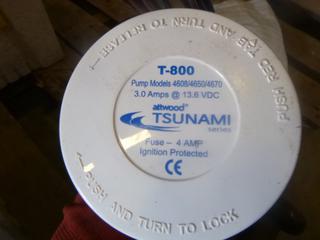 PUSH RED TAB AND TURN TO RELEASE
T-800
Pump Models 4608/4650/4670
3.0 Amps @ 13.6 VDC
attwood®
TSUNAMI
series
Fuse – 4 AMP
Ignition Protected
CE
PUSH AND TURN TO LOCK